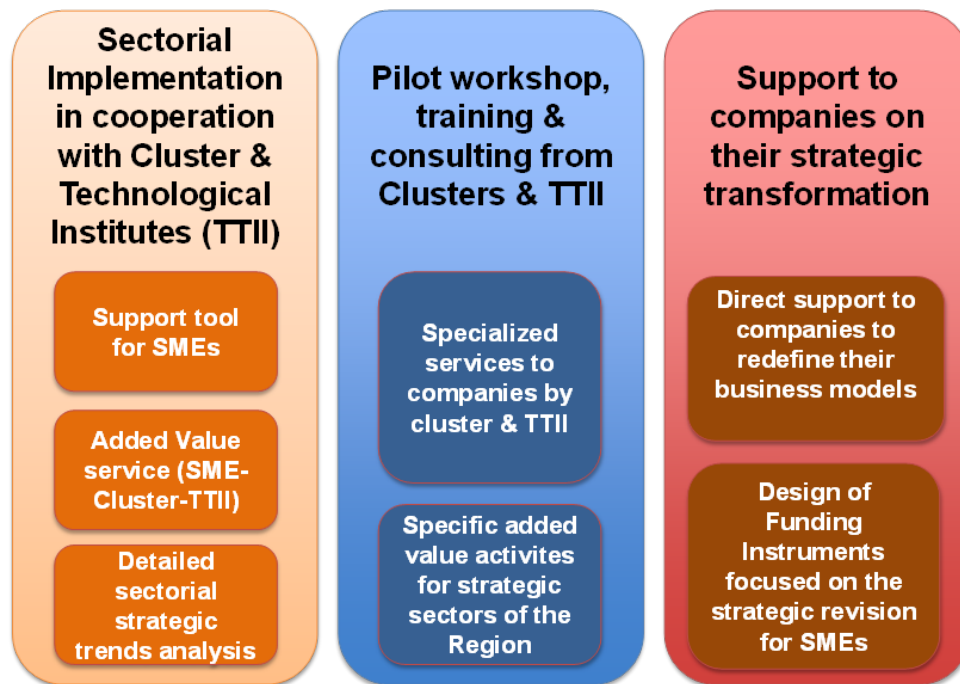 Sectorial
Implementation
in cooperation
with Cluster &
Technological
Institutes (TTII)
Support tool
for SMEs
Added Value
service (SME-
Cluster-TTII)
Detailed
sectorial
strategic
trends analysis
Pilot workshop,
training &
consulting from
Clusters & TTII
Specialized
services to
companies by
cluster & TTII
Specific added
value activites
for strategic
sectors of the
Region
Support to
companies on
their strategic
transformation
Direct support to
companies to
redefine their
business models
Design of
Funding
Instruments
focused on the
strategic revision
for SMEs